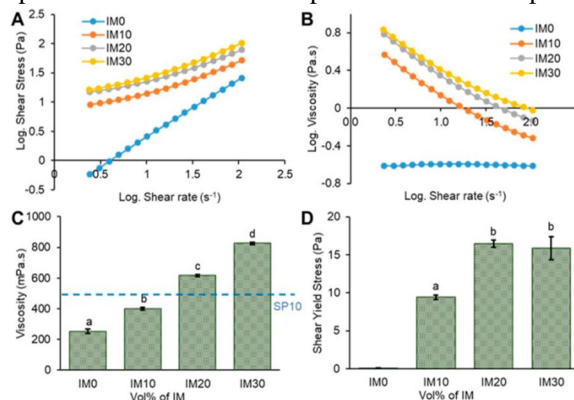 A
B
2.5
2
1.5
1
0.5
0
-0.5
0
0.5
1
1.5
2
2.5
Log. Shear Stress (Pa)
Log. Shear rate (s⁻¹)
IM0
IM10
IM20
IM30
0.8
0.4
0
-0.4
-0.8
0.0
0.5
1.0
1.5
2.0
Log. Viscosity (Pa.s)
Log. Shear rate (s⁻¹)
IM0
IM10
IM20
IM30
C
D
1000
800
600
400
200
0
Viscosity (mPa.s)
a
b
c
d
SP10
IM0
IM10
IM20
IM30
Vol% of IM
20
15
10
5
0
Shear Yield Stress (Pa)
a
b
b
IM0
IM10
IM20
IM30
Vol% of IM